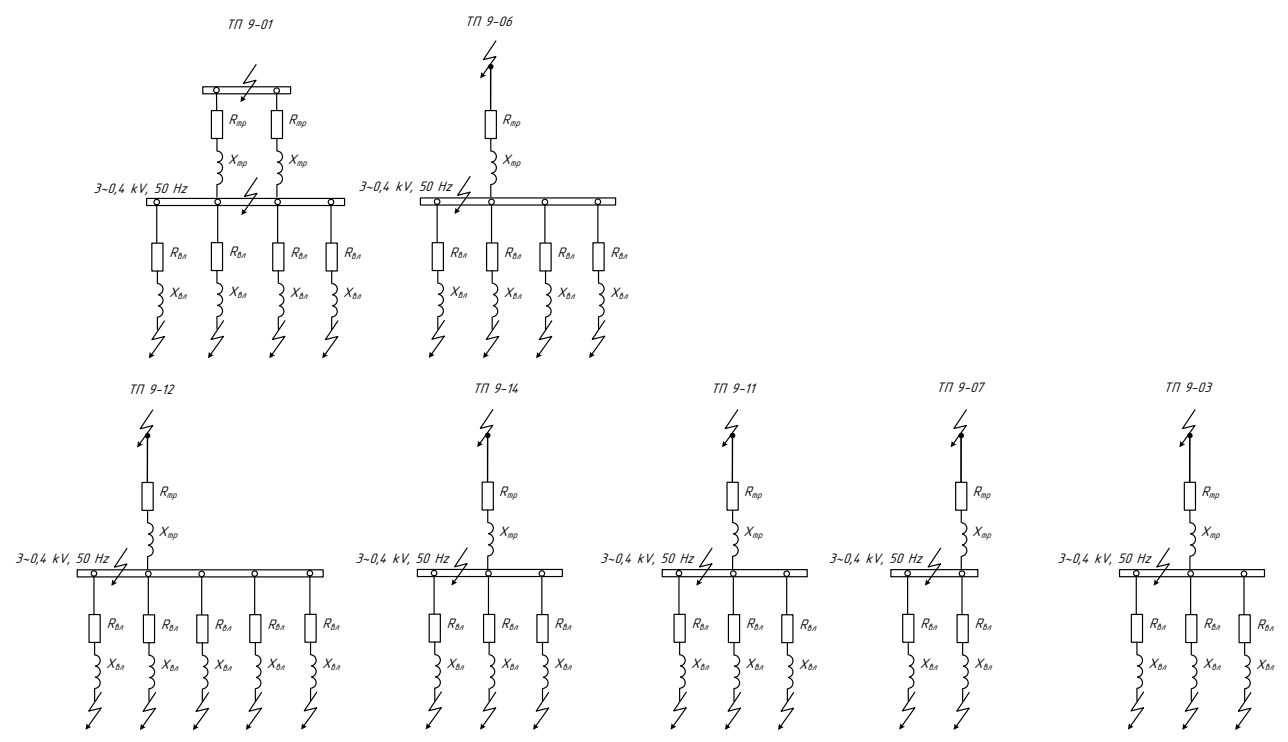 ТП 9-01
ТП 9-06
Rтр Rтр Rтр
Xтр Xтр Xтр
3~0,4 kV, 50 Hz 3~0,4 kV, 50 Hz
Rвл Rвл Rвл Rвл Rвл Rвл Rвл Rвл
Xвл Xвл Xвл Xвл Xвл Xвл Xвл Xвл
ТП 9-12 ТП 9-14 ТП 9-11 ТП 9-07 ТП 9-03
Rтр Rтр Rтр Rтр Rтр
Xтр Xтр Xтр Xтр Xтр
3~0,4 kV, 50 Hz 3~0,4 kV, 50 Hz 3~0,4 kV, 50 Hz 3~0,4 kV, 50 Hz 3~0,4 kV, 50 Hz
Rвл Rвл Rвл Rвл Rвл Rвл Rвл Rвл Rвл Rвл Rвл Rвл Rвл Rвл Rвл Rвл
Xвл Xвл Xвл Xвл Xвл Xвл Xвл Xвл Xвл Xвл Xвл Xвл Xвл Xвл Xвл Xвл